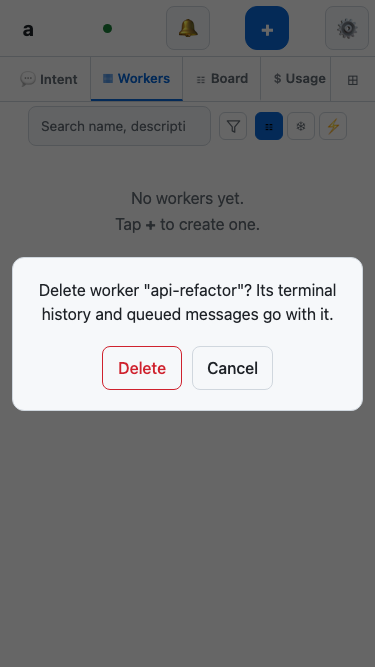 a
Intent
Workers
Board
$ Usage
Search name, descripti
No workers yet.
Tap + to create one.
Delete worker "api-refactor"? Its terminal
history and queued messages go with it.
Delete
Cancel